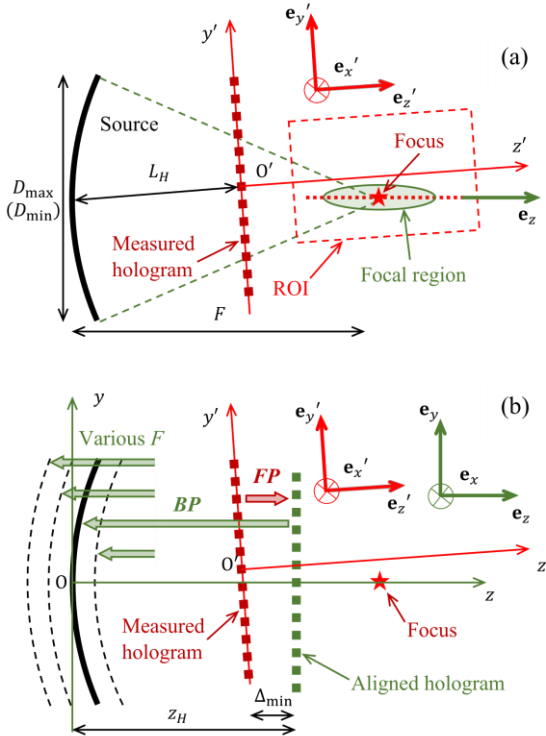 (a)
y′
e_y′
e_x′
e_z′
Source
Focus
z′
L_H
O′
D_max
(D_min)
e_z
Measured
hologram
ROI
Focal
region
F
(b)
y
y′
e_y′
e_y
Various F
FP
e_x′
e_x
BP
e_z′
e_z
z
O′
O
z
Measured
hologram
Focus
Δ_min
Aligned hologram
z_H